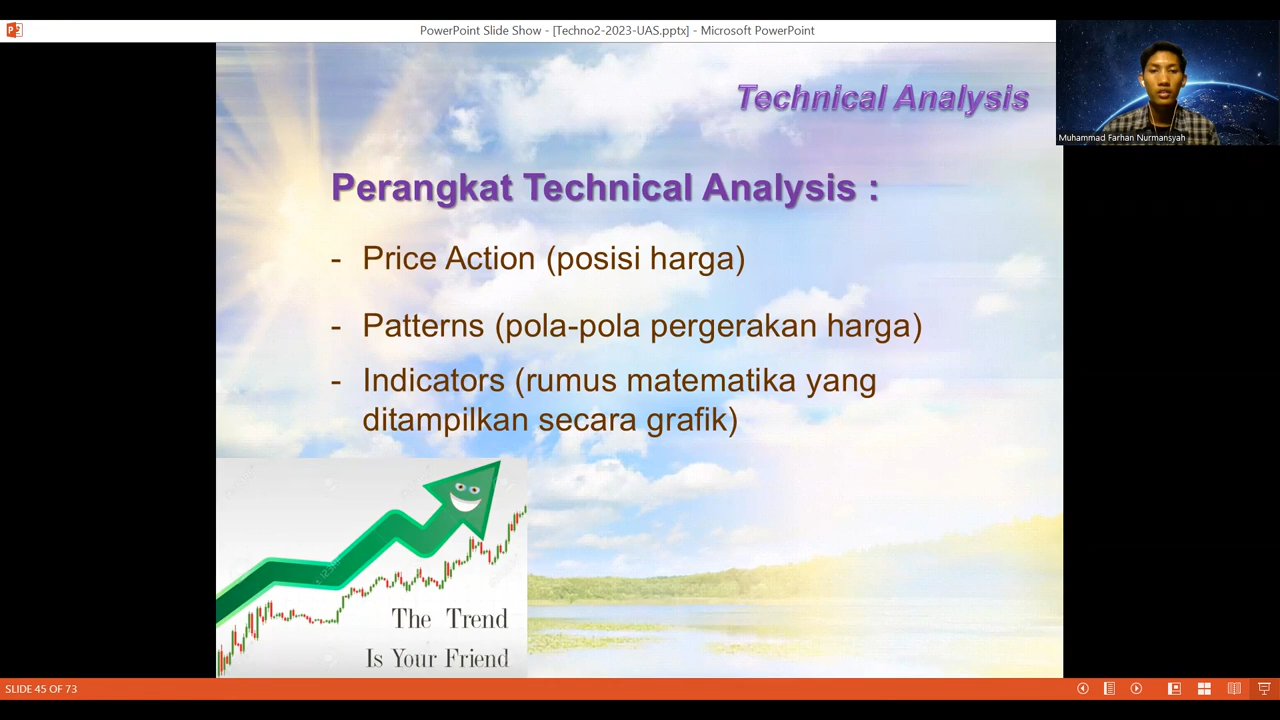 PowerPoint Slide Show - [Techno2-2023-UAS.pptx] - Microsoft PowerPoint
Technical Analysis
Muhammad Farhan Nurmansyah
Perangkat Technical Analysis :
- Price Action (posisi harga)
- Patterns (pola-pola pergerakan harga)
- Indicators (rumus matematika yang
ditampilkan secara grafik)
The Trend
Is Your Friend
SLIDE 45 OF 73